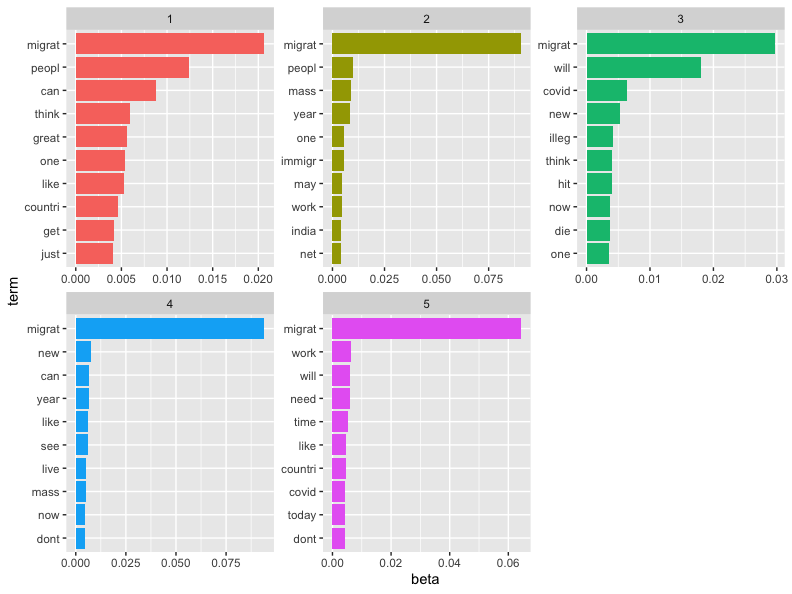 1 2 3
migrat
peopl
can
think
great
one
like
countri
get
just
0.000 0.005 0.010 0.015 0.020
migrat
peopl
mass
year
one
immigr
may
work
india
net
0.000 0.025 0.050 0.075
migrat
will
covid
new
illeg
think
hit
now
die
one
0.00 0.01 0.02 0.03
term
4 5
migrat
new
can
year
like
see
live
mass
now
dont
0.000 0.025 0.050 0.075
migrat
work
will
need
time
like
countri
covid
today
dont
0.00 0.02 0.04 0.06
beta